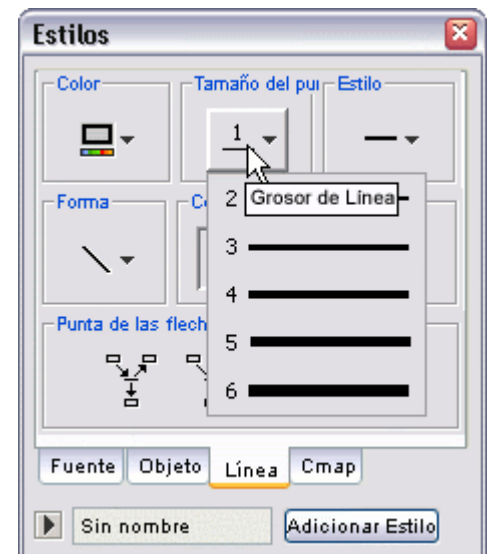 Estilos
Color
Tamaño del pu
Estilo
1
Forma
2
Grosor de Línea
3
4
5
6
Punta de las flech
Fuente
Objeto
Línea
Cmap
Sin nombre
Adicionar Estilo